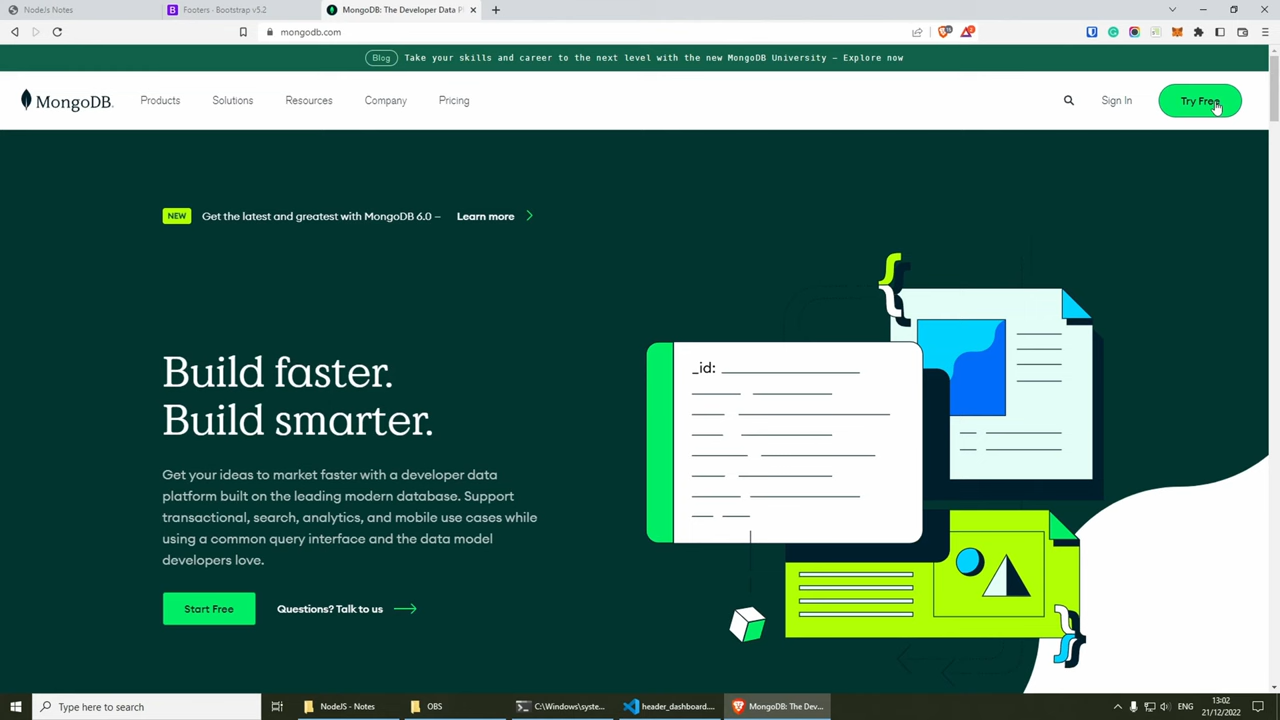 NodeJs Notes
Footers · Bootstrap v5.2
MongoDB: The Developer Data
mongodb.com
Blog
Take your skills and career to the next level with the new MongoDB University — Explore now
MongoDB.
Products
Solutions
Resources
Company
Pricing
Sign In
Try Free
NEW
Get the latest and greatest with MongoDB 6.0 —
Learn more
Build faster.
Build smarter.
Get your ideas to market faster with a developer data
platform built on the leading modern database. Support
transactional, search, analytics, and mobile use cases while
using a common query interface and the data model
developers love.
Start Free
Questions? Talk to us
{
{
_id:
}
}
Type here to search
NodeJS - Notes
OBS
C:\Windows\syste...
header_dashboard....
MongoDB: The Dev...
ENG
13:02
21/12/2022